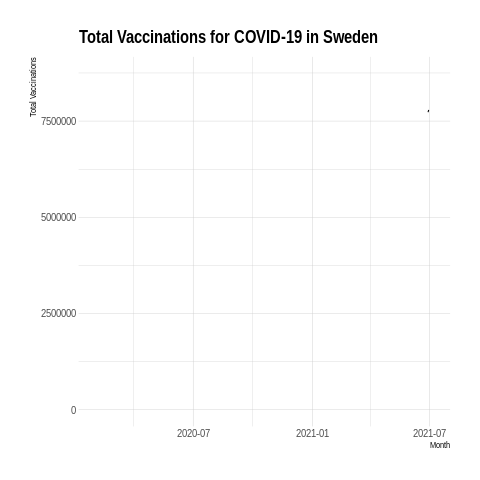 Total Vaccinations for COVID-19 in Sweden
Total Vaccinations
7500000
5000000
2500000
0
2020-07
2021-01
2021-07
Month